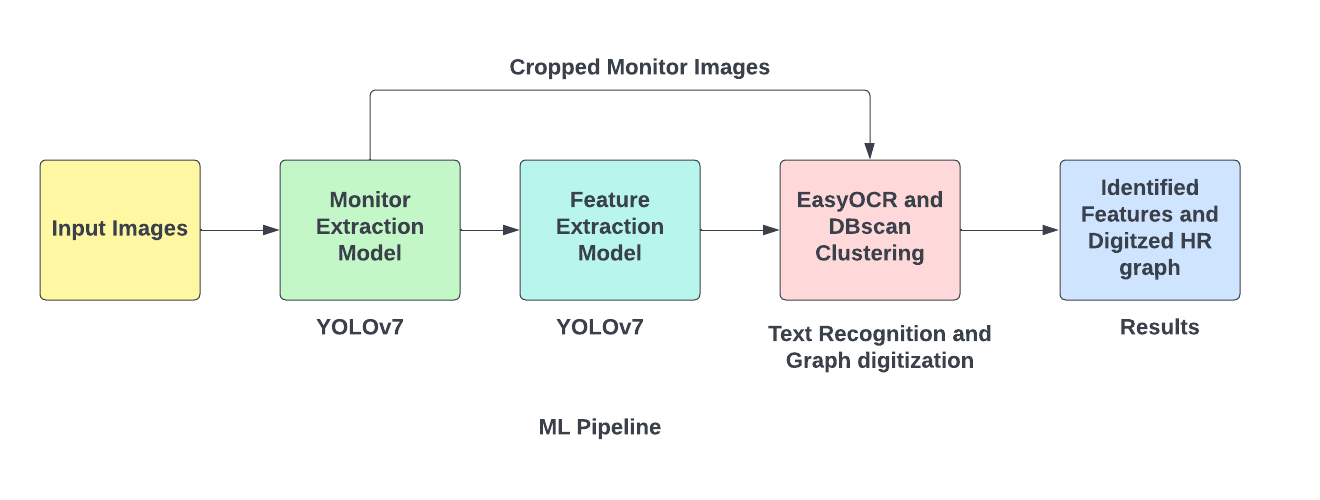 Cropped Monitor Images
Input Images
Monitor
Extraction
Model
YOLOv7
Feature
Extraction
Model
YOLOv7
EasyOCR and
DBscan
Clustering
Text Recognition and
Graph digitization
Identified
Features and
Digitzed HR
graph
Results
ML Pipeline